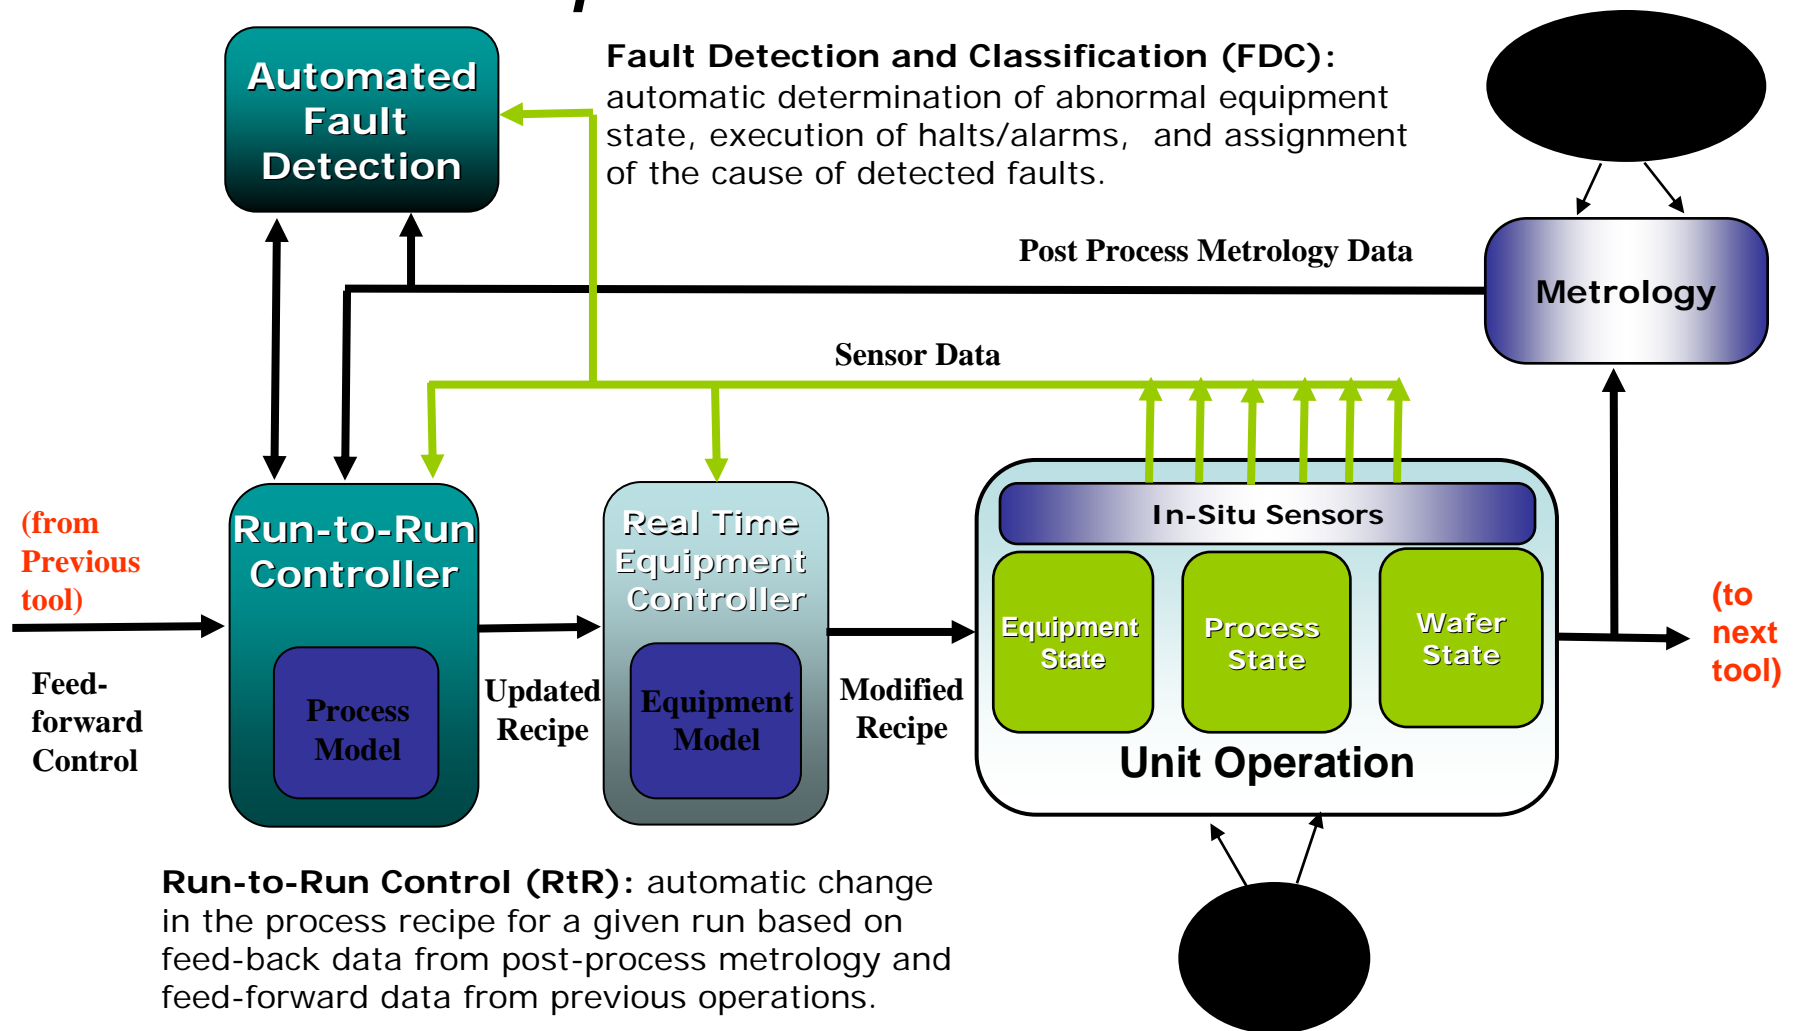 Automated
Fault
Detection
Fault Detection and Classification (FDC):
automatic determination of abnormal equipment
state, execution of halts/alarms, and assignment
of the cause of detected faults.
Post Process Metrology Data
Metrology
Sensor Data
(from
Previous
tool)
Feed-
forward
Control
Run-to-Run
Controller
Process
Model
Updated
Recipe
Real Time
Equipment
Controller
Equipment
Model
Modified
Recipe
In-Situ Sensors
Equipment
State
Process
State
Wafer
State
Unit Operation
(to
next
tool)
Run-to-Run Control (RtR): automatic change
in the process recipe for a given run based on
feed-back data from post-process metrology and
feed-forward data from previous operations.